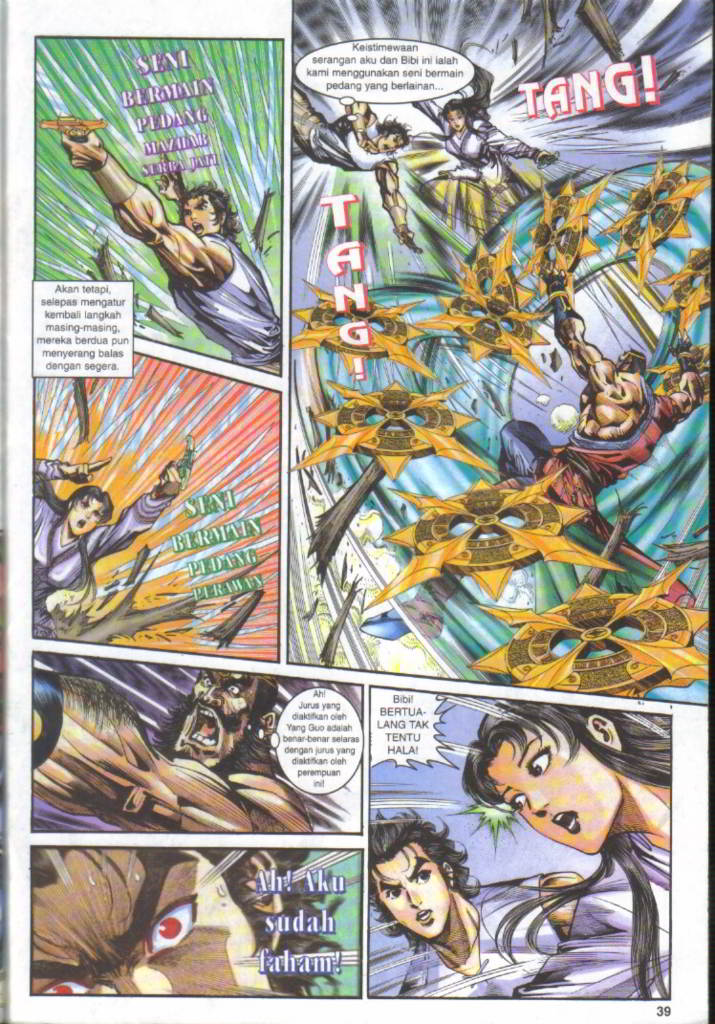 SENI
BERMAIN
PEDANG
MAZHAB
SERBA JATI
Akan tetapi,
selepas mengatur
kembali langkah
masing-masing,
mereka berdua pun
menyerang balas
dengan segera.
SENI
BERMAIN
PEDANG
PERAWAN
Keistimewaan
serangan aku dan Bibi ini ialah
kami menggunakan seni bermain
pedang yang berlainan...
TANG!
TANG!
Ah!
Jurus yang
diaktifkan oleh
Yang Guo adalah
benar-benar selaras
dengan jurus yang
diaktifkan oleh
perempuan
ini!
Ah! Aku
sudah
faham!
Bibi!
BERTUA-
LANG TAK
TENTU
HALA!
39